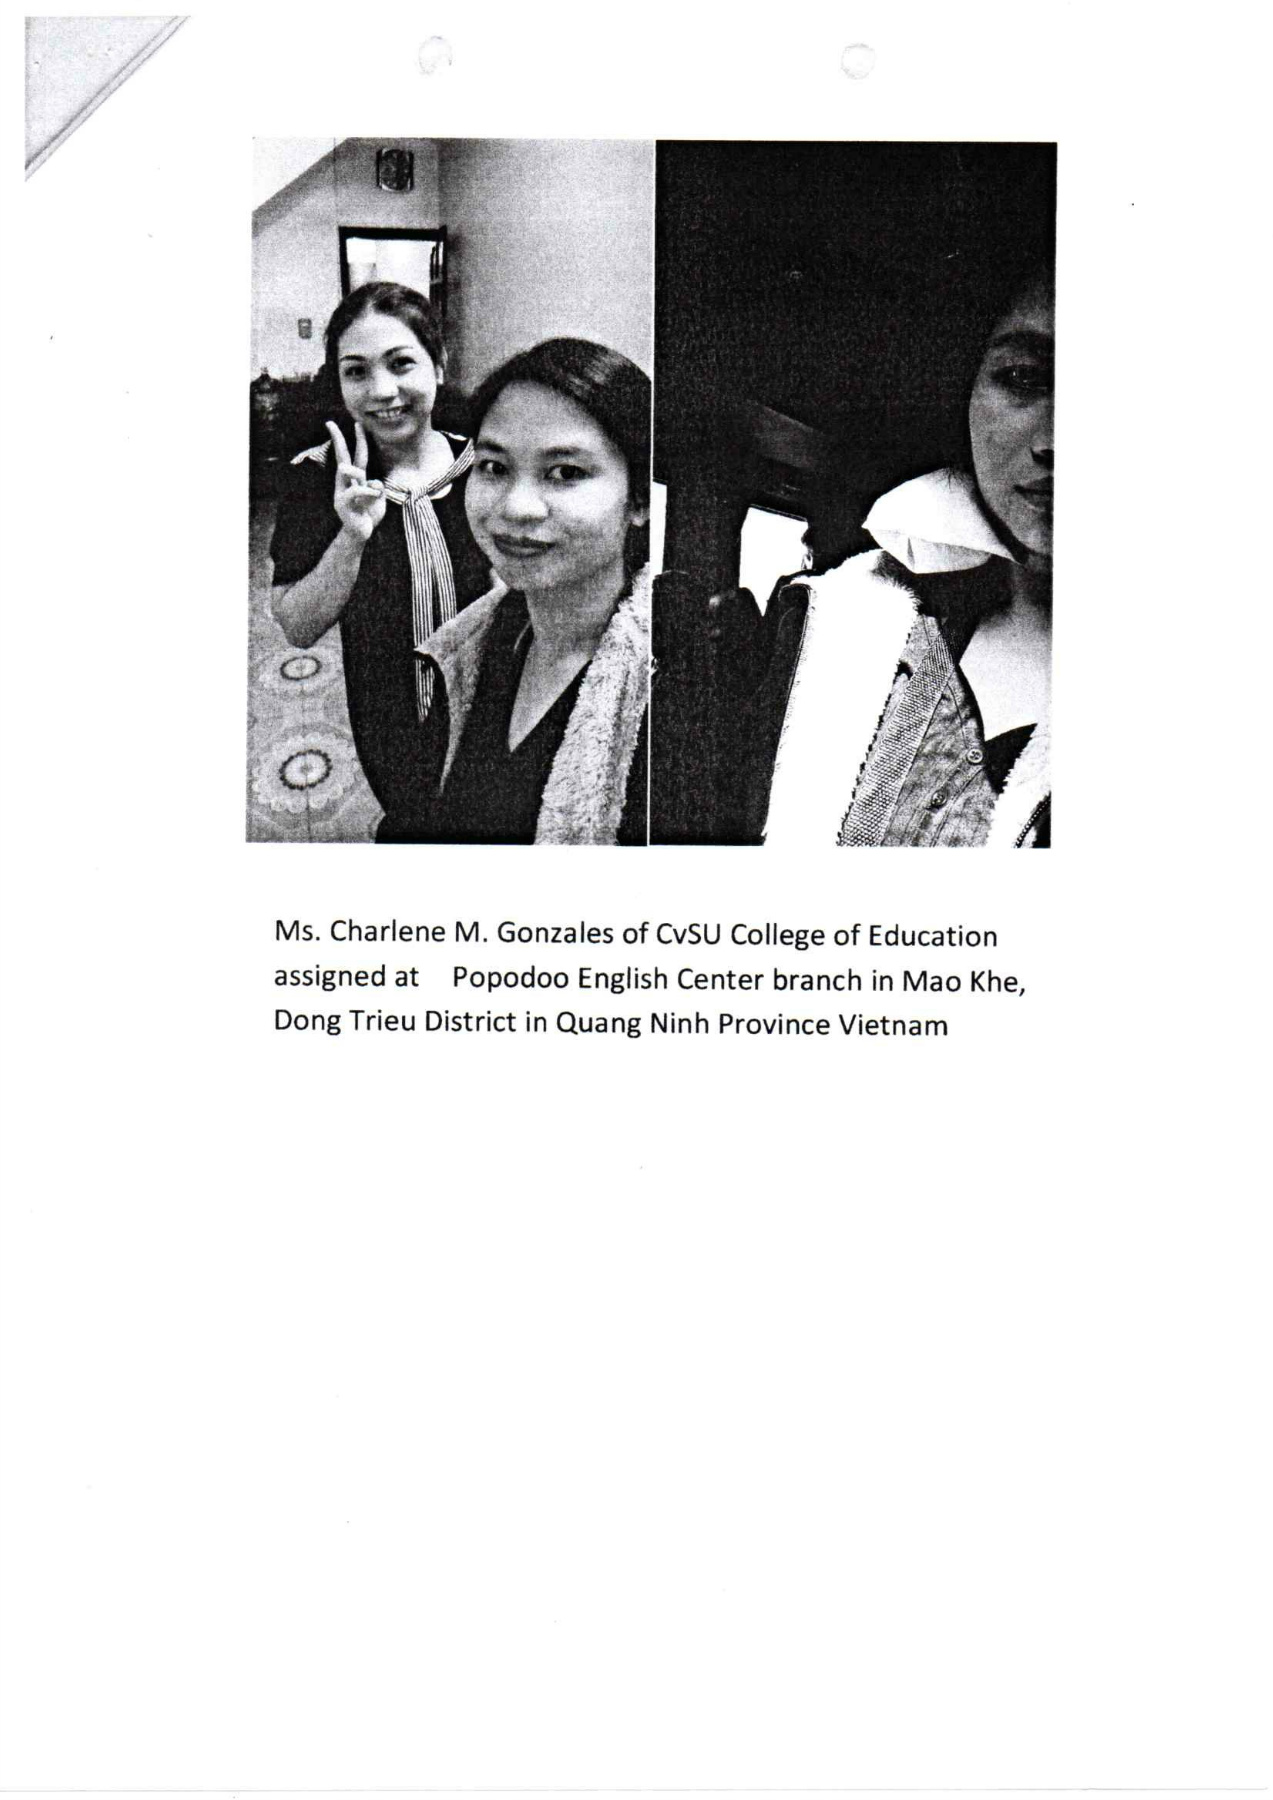 Ms. Charlene M. Gonzales of CvSU College of Education
assigned at Popodoo English Center branch in Mao Khe,
Dong Trieu District in Quang Ninh Province Vietnam